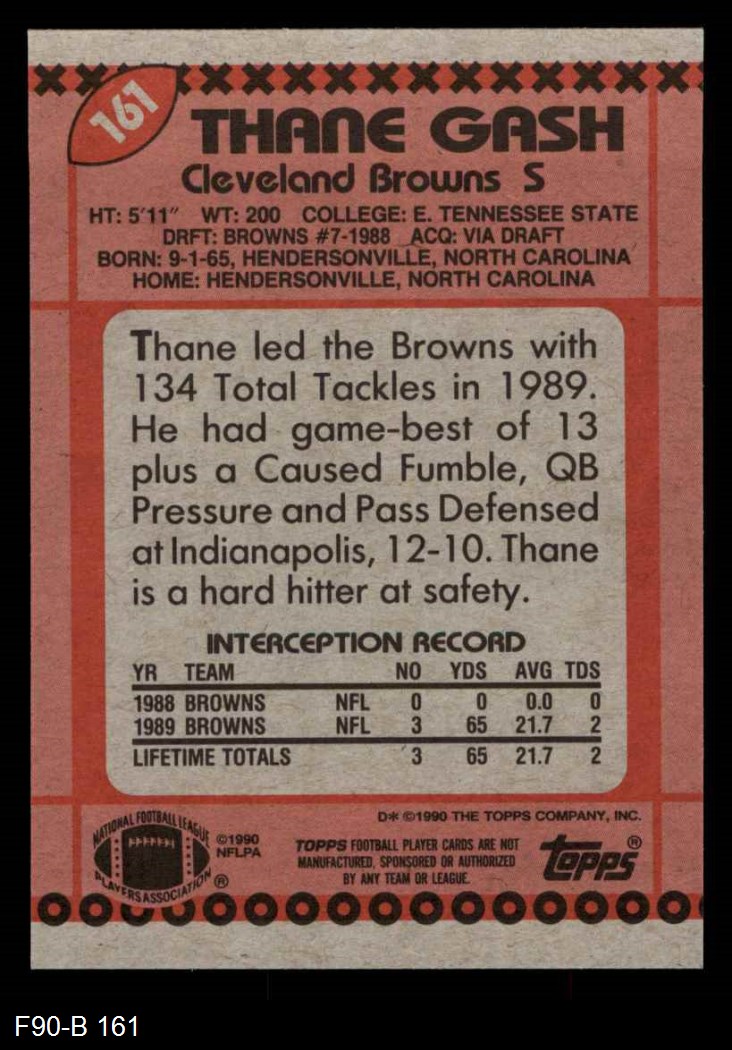 161
THANE GASH
Cleveland Browns S
HT: 5'11" WT: 200 COLLEGE: E. TENNESSEE STATE
DRFT: BROWNS #7-1988 ACQ: VIA DRAFT
BORN: 9-1-65, HENDERSONVILLE, NORTH CAROLINA
HOME: HENDERSONVILLE, NORTH CAROLINA
Thane led the Browns with
134 Total Tackles in 1989.
He had game-best of 13
plus a Caused Fumble, QB
Pressure and Pass Defensed
at Indianapolis, 12-10. Thane
is a hard hitter at safety.
INTERCEPTION RECORD
YR TEAM NO YDS AVG TDS
1988 BROWNS NFL 0 0 0.0 0
1989 BROWNS NFL 3 65 21.7 2
LIFETIME TOTALS 3 65 21.7 2
D* ©1990 THE TOPPS COMPANY, INC.
NATIONAL FOOTBALL LEAGUE
PLAYERS ASSOCIATION ®
©1990
NFLPA
TOPPS FOOTBALL PLAYER CARDS ARE NOT
MANUFACTURED, SPONSORED OR AUTHORIZED
BY ANY TEAM OR LEAGUE.
topps®
F90-B 161